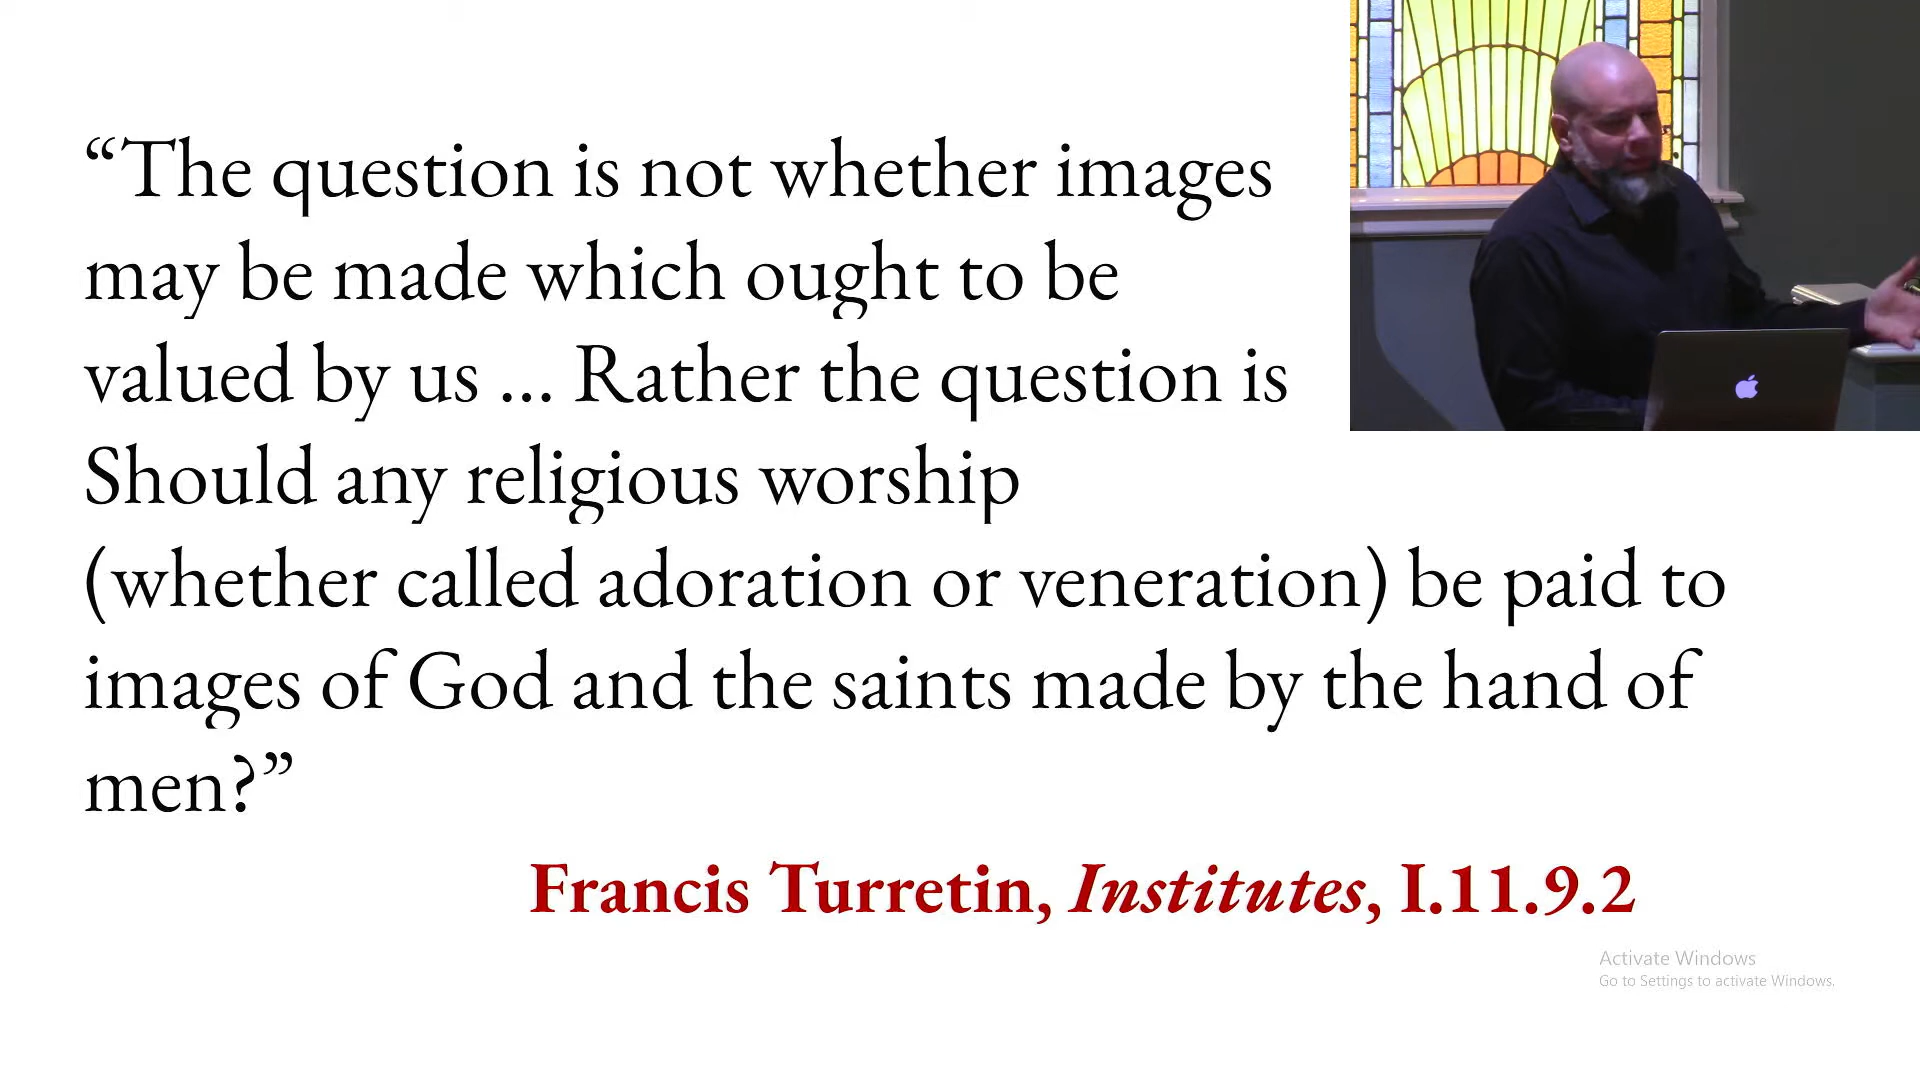 “The question is not whether images
may be made which ought to be
valued by us ... Rather the question is
Should any religious worship
(whether called adoration or veneration) be paid to
images of God and the saints made by the hand of
men?”
Francis Turretin, Institutes, I.11.9.2
Activate Windows
Go to Settings to activate Windows.